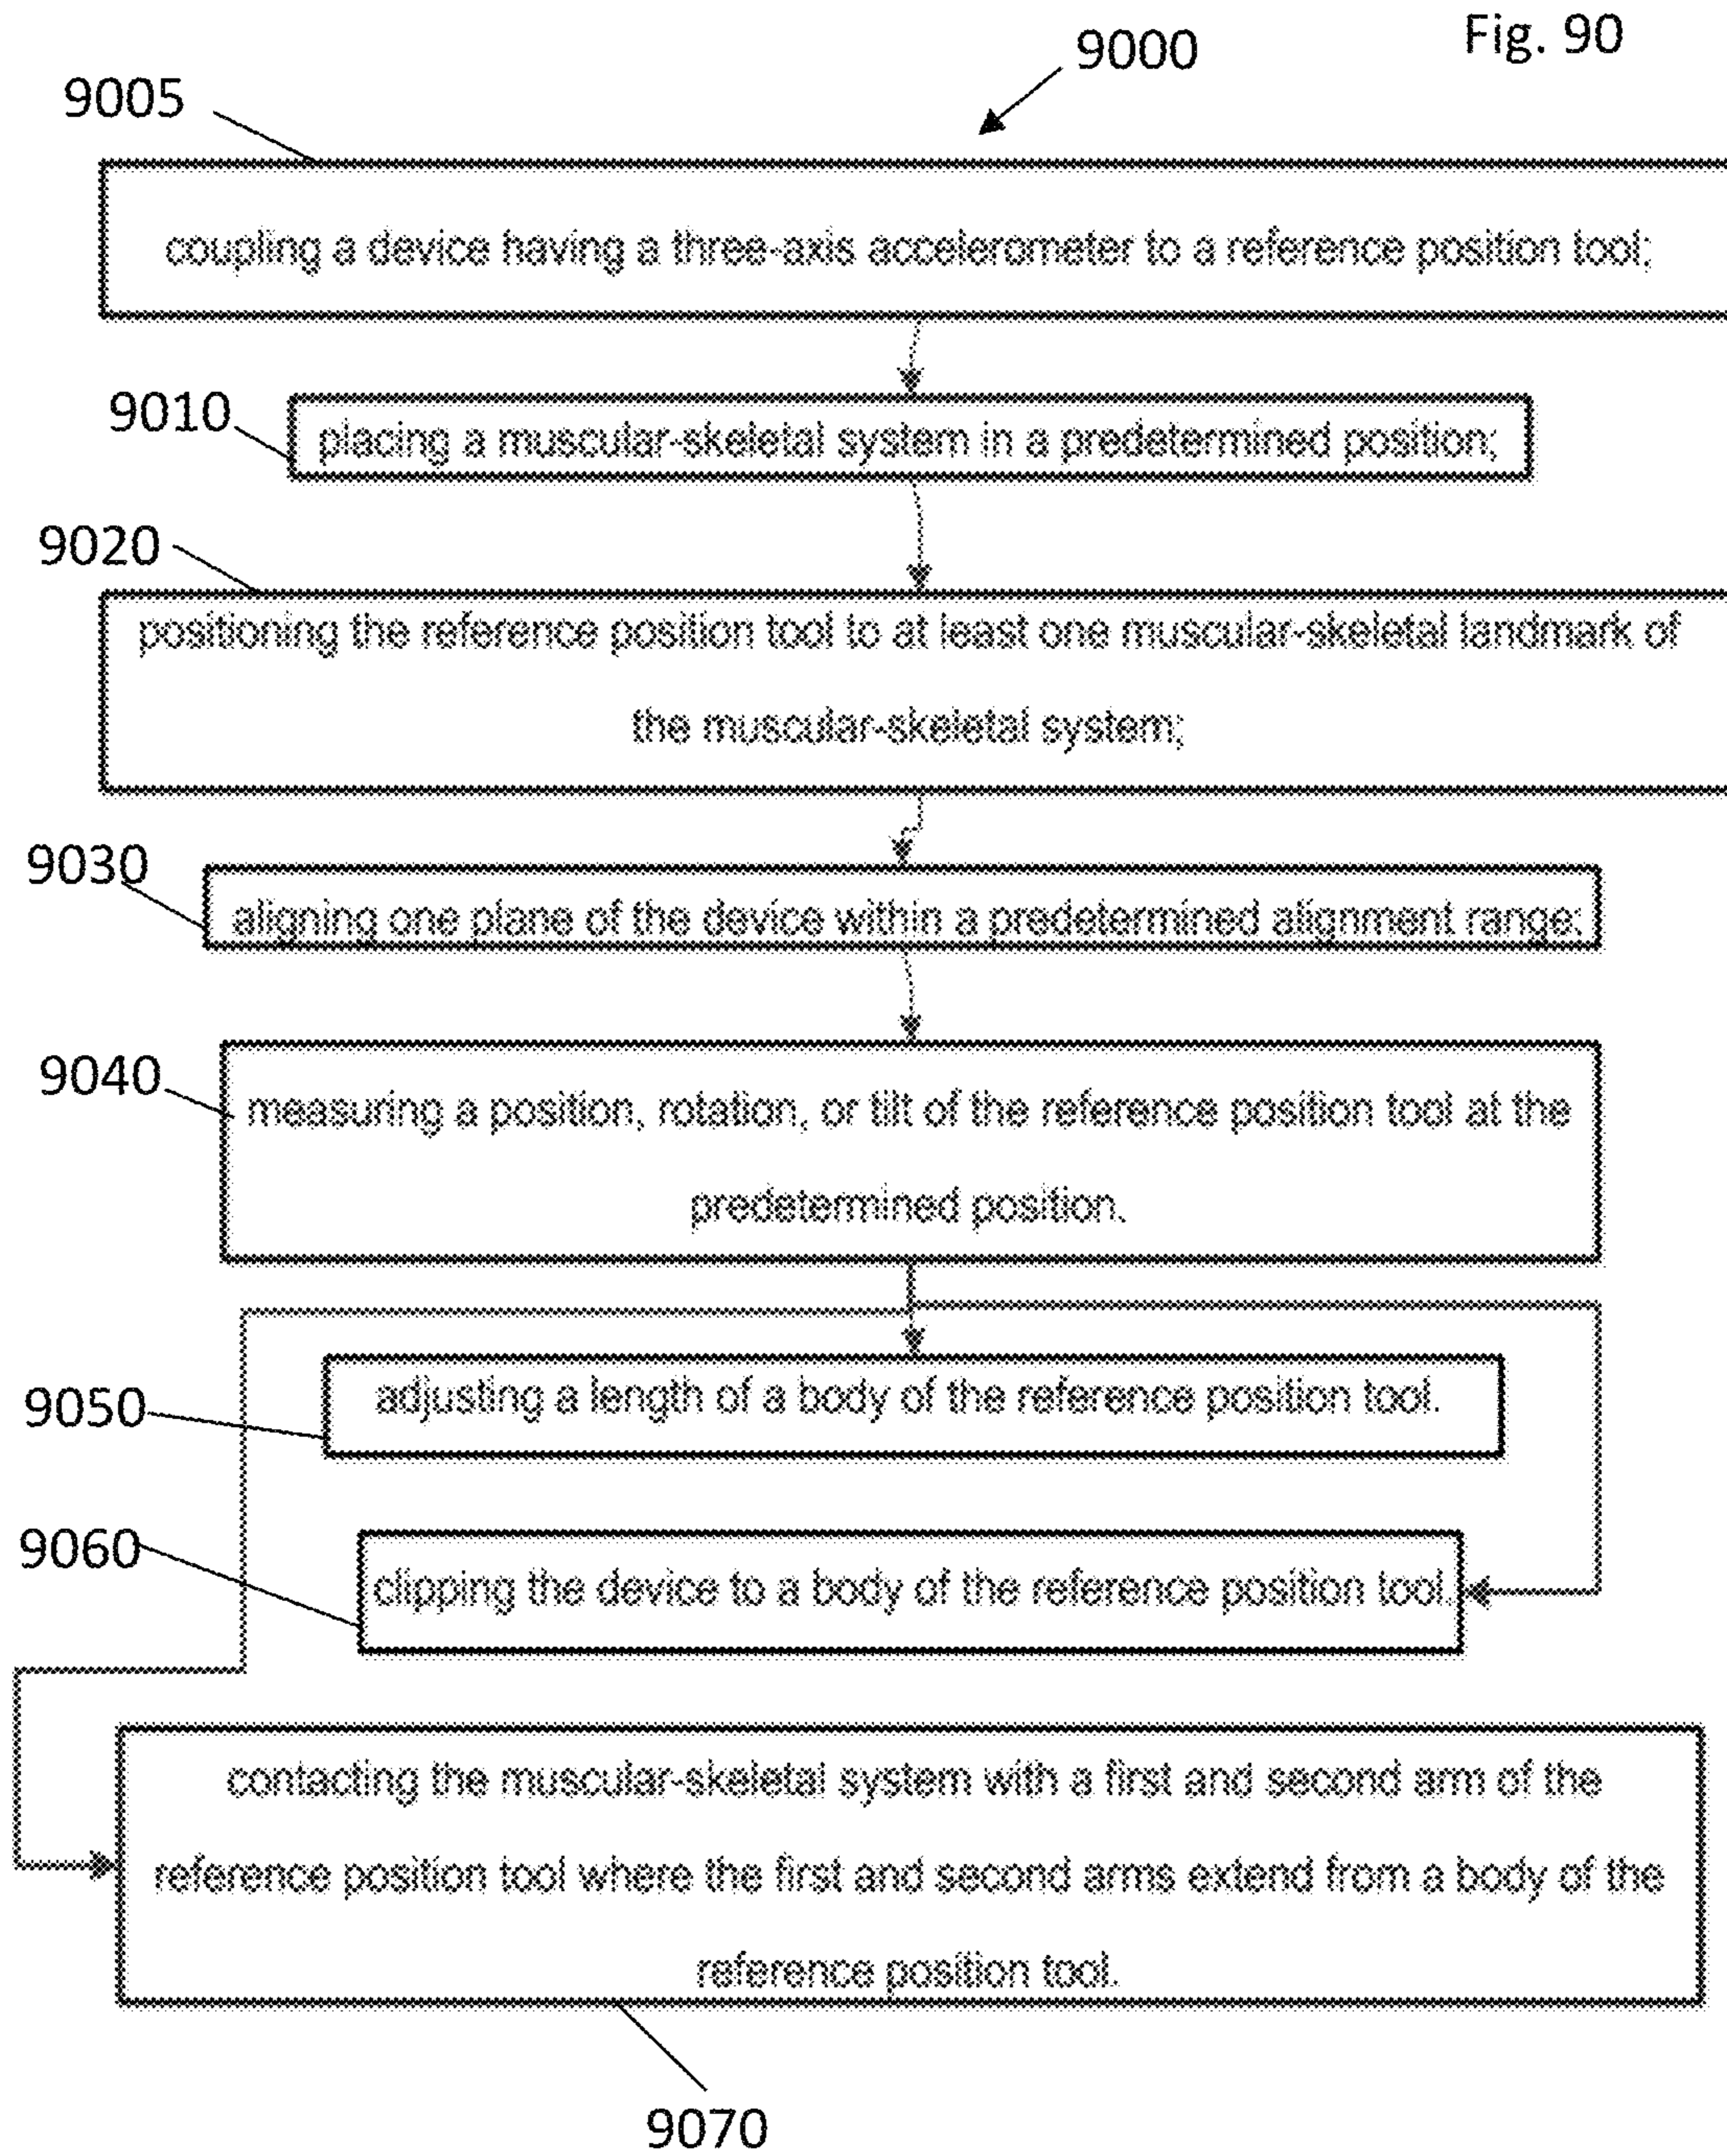 Fig. 90
9000
9005
coupling a device having a three-axis accelerometer to a reference position tool;
9010
placing a muscular-skeletal system in a predetermined position;
9020
positioning the reference position tool to at least one muscular-skeletal landmark of
the muscular-skeletal system;
9030
aligning one plane of the device within a predetermined alignment range;
9040
measuring a position, rotation, or tilt of the reference position tool at the
predetermined position.
9050
adjusting a length of a body of the reference position tool.
9060
clipping the device to a body of the reference position tool.
contacting the muscular-skeletal system with a first and second arm of the
reference position tool where the first and second arms extend from a body of the
reference position tool.
9070